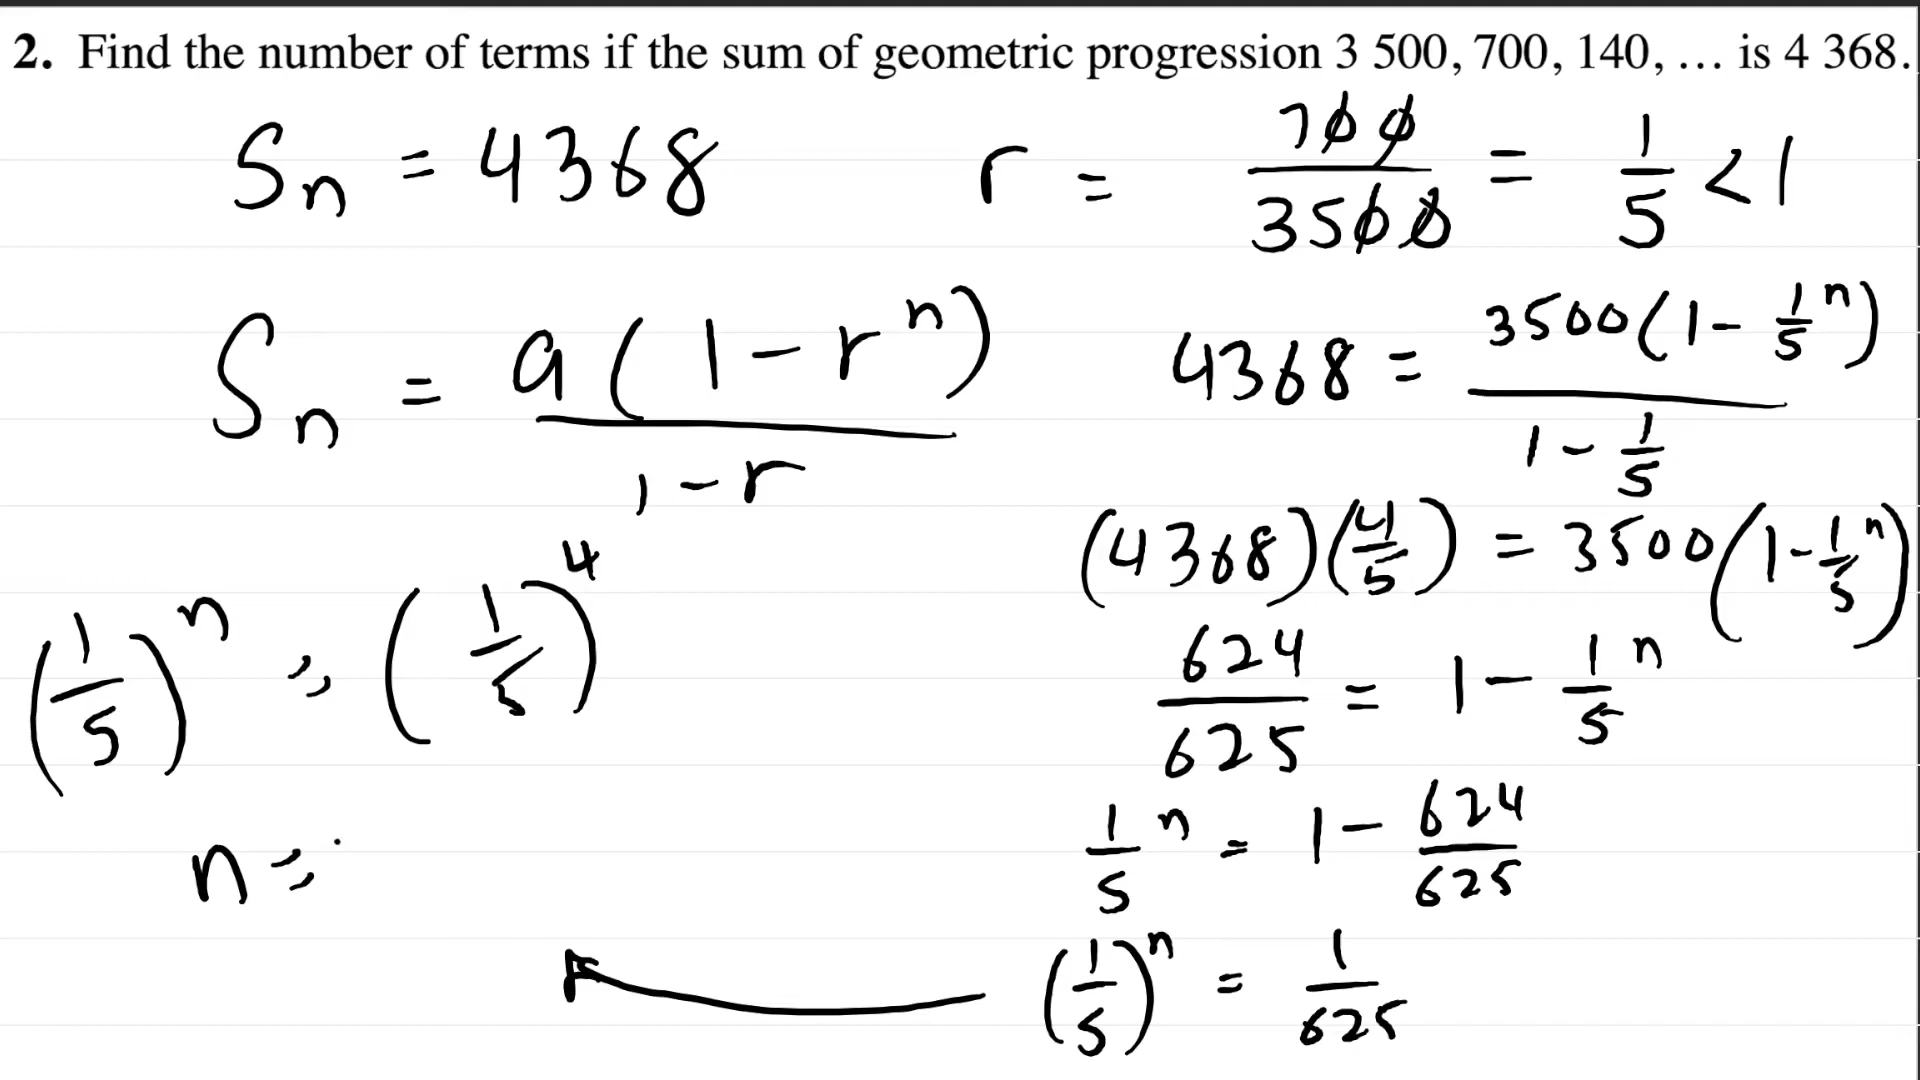 2. Find the number of terms if the sum of geometric progression 3 500, 700, 140, … is 4 368.
Sn = 4368
r = 700/3500 = 1/5 < 1
Sn = a(1 - r^n)/1 - r
4368 = 3500(1 - 1/5^n)/1 - 1/5
(4368)(4/5) = 3500(1 - 1/5^n)
624/625 = 1 - 1/5^n
1/5^n = 1 - 624/625
(1/5)^n = 1/625
(1/5)^n = (1/5)^4
n =